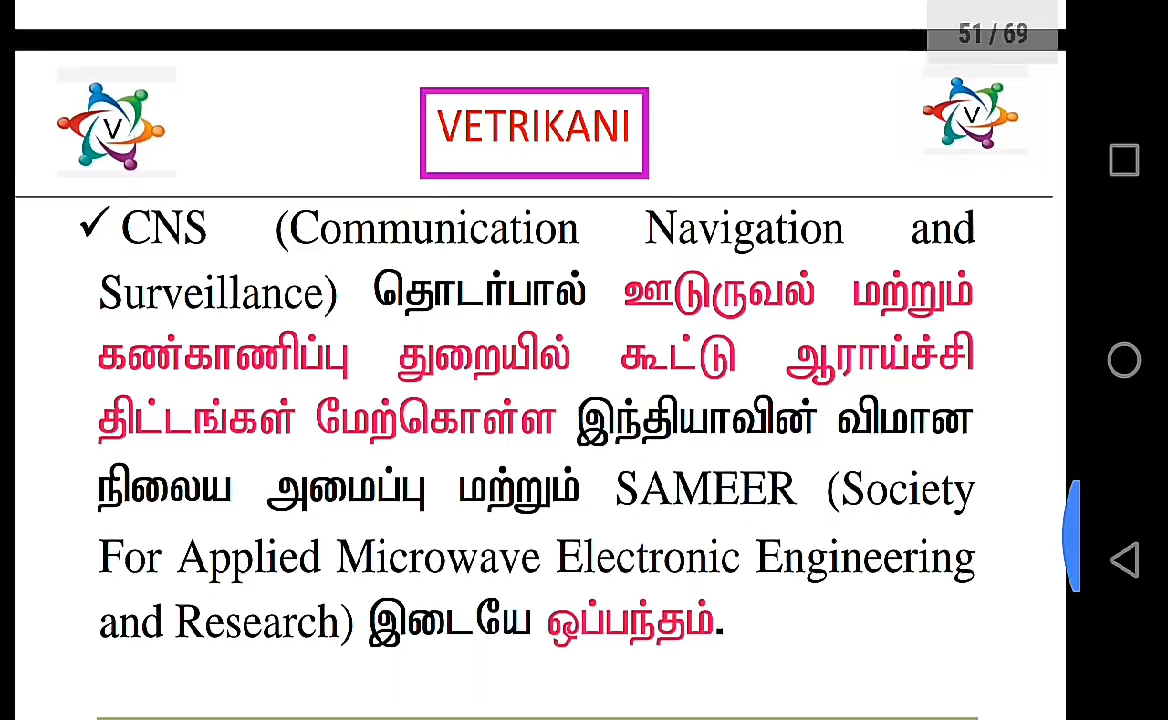 51 / 69
V
VETRIKANI
V
✓ CNS (Communication Navigation and
Surveillance) தொடர்பால் ஊடுருவல் மற்றும்
கண்காணிப்பு துறையில் கூட்டு ஆராய்ச்சி
திட்டங்கள் மேற்கொள்ள இந்தியாவின் விமான
நிலைய அமைப்பு மற்றும் SAMEER (Society
For Applied Microwave Electronic Engineering
and Research) இடையே ஒப்பந்தம்.